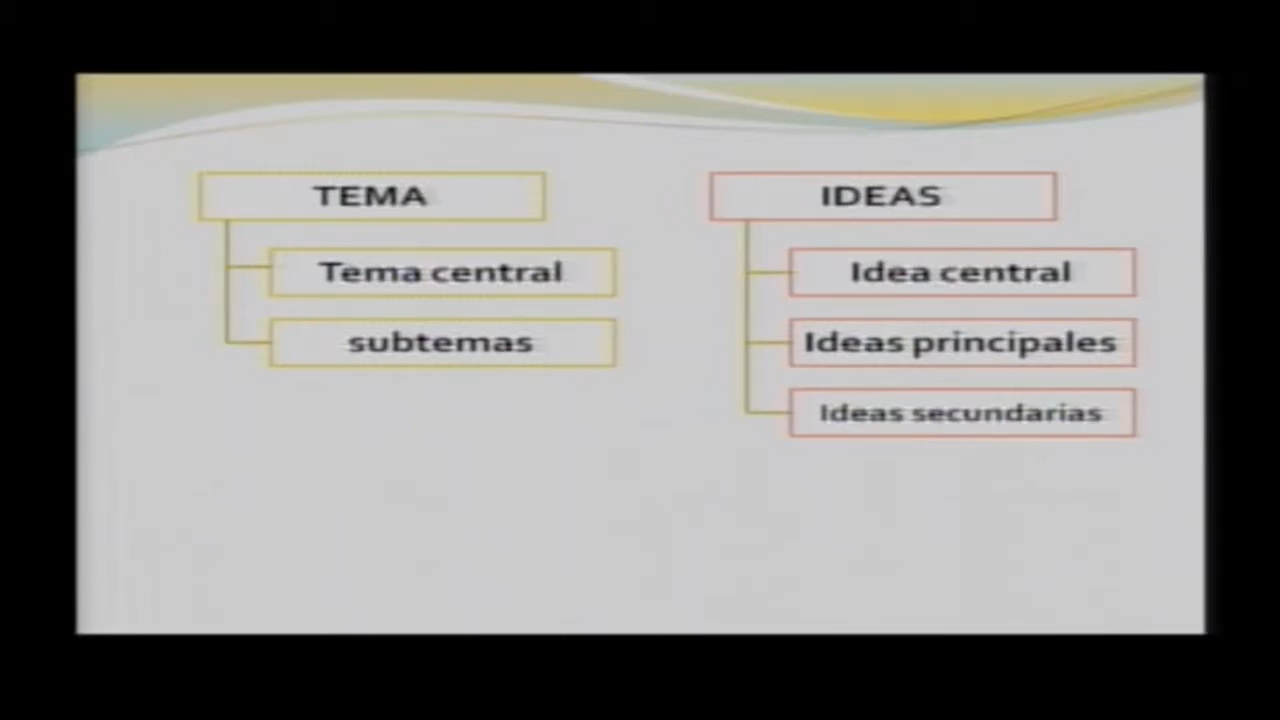 TEMA
Tema central
subtemas
IDEAS
Idea central
Ideas principales
Ideas secundarias